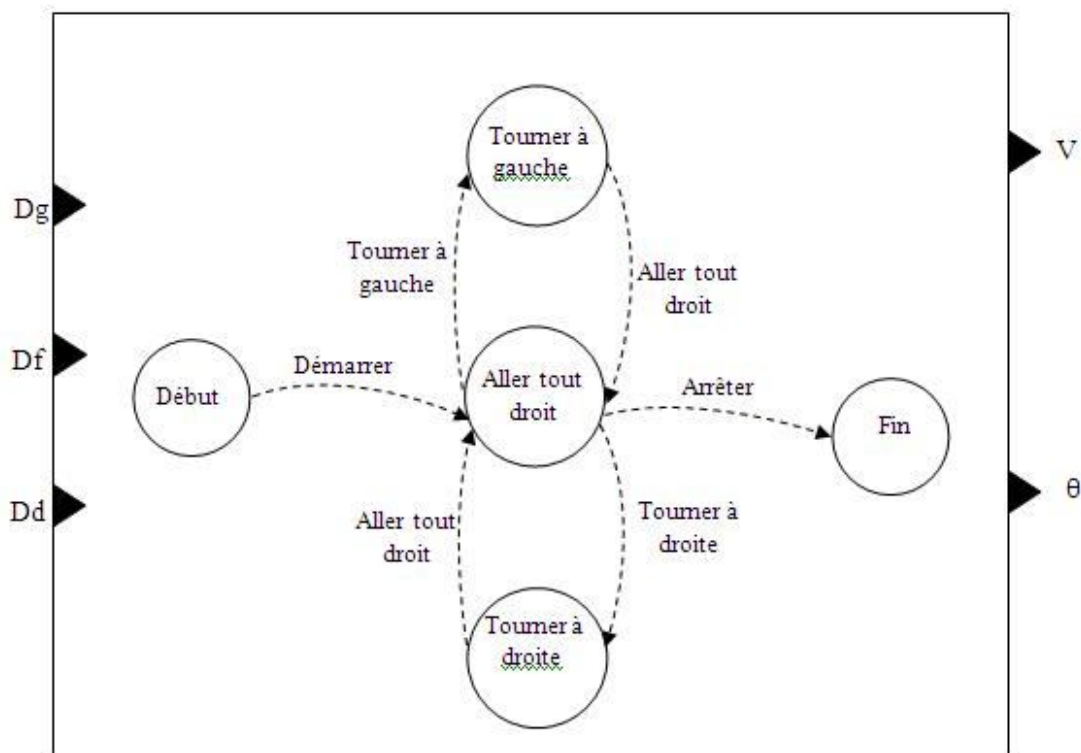 Tourner à
gauche
V
Dg
Tourner à
gauche
Aller tout
droit
Df
Démarrer
Début
Aller tout
droit
Arrêter
Fin
Dd
θ
Aller tout
droit
Tourner à
droite
Tourner à
droite